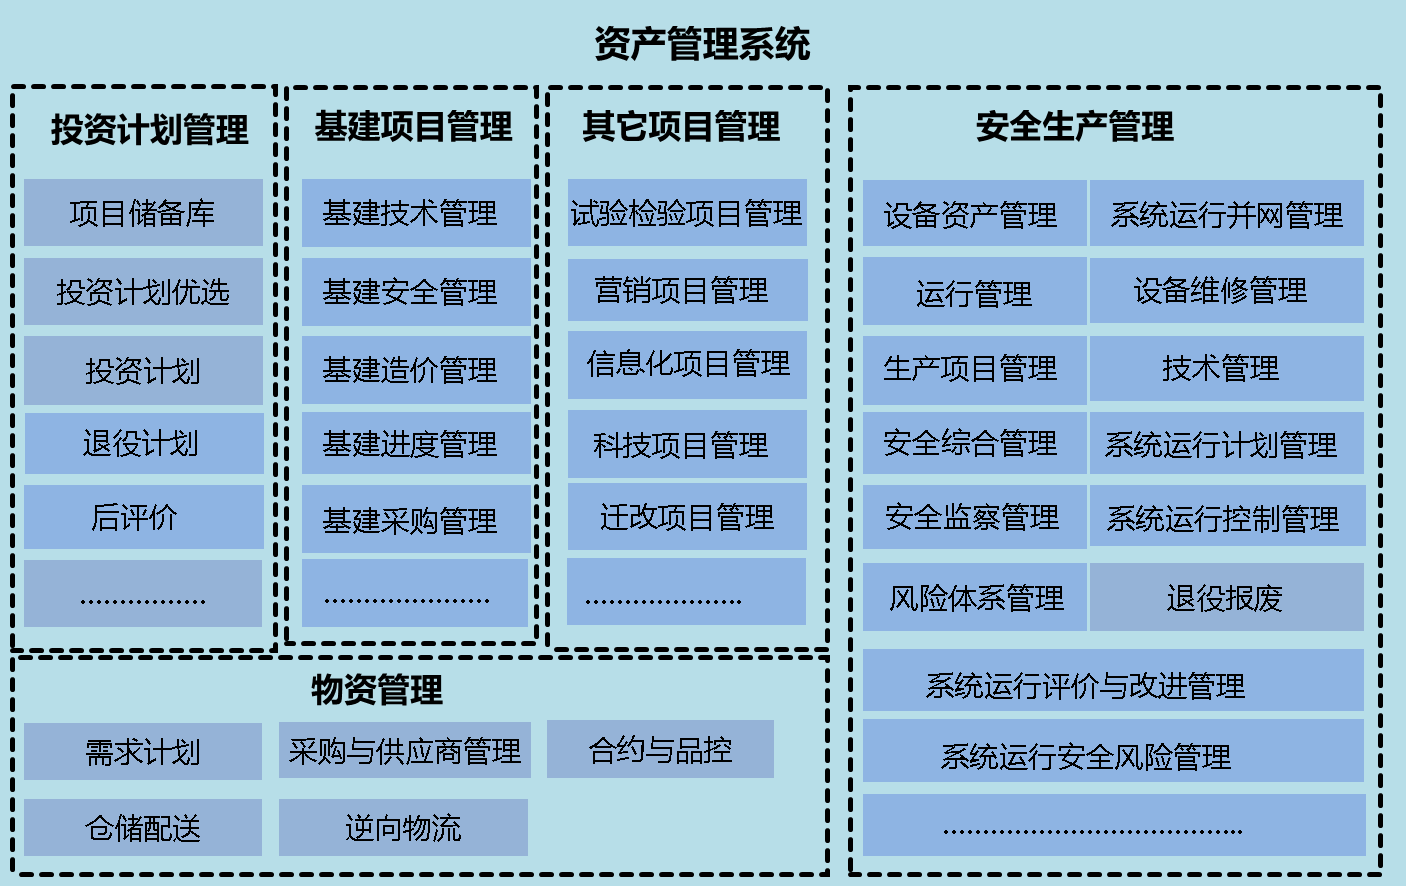 资产管理系统
投资计划管理
项目储备库
投资计划优选
投资计划
退役计划
后评价
................
基建项目管理
基建技术管理
基建安全管理
基建造价管理
基建进度管理
基建采购管理
.....................
其它项目管理
试验检验项目管理
营销项目管理
信息化项目管理
科技项目管理
迁改项目管理
....................
安全生产管理
设备资产管理
系统运行并网管理
运行管理
设备维修管理
生产项目管理
技术管理
安全综合管理
系统运行计划管理
安全监察管理
系统运行控制管理
风险体系管理
退役报废
系统运行评价与改进管理
系统运行安全风险管理
......................................
物资管理
需求计划
采购与供应商管理
合约与品控
仓储配送
逆向物流